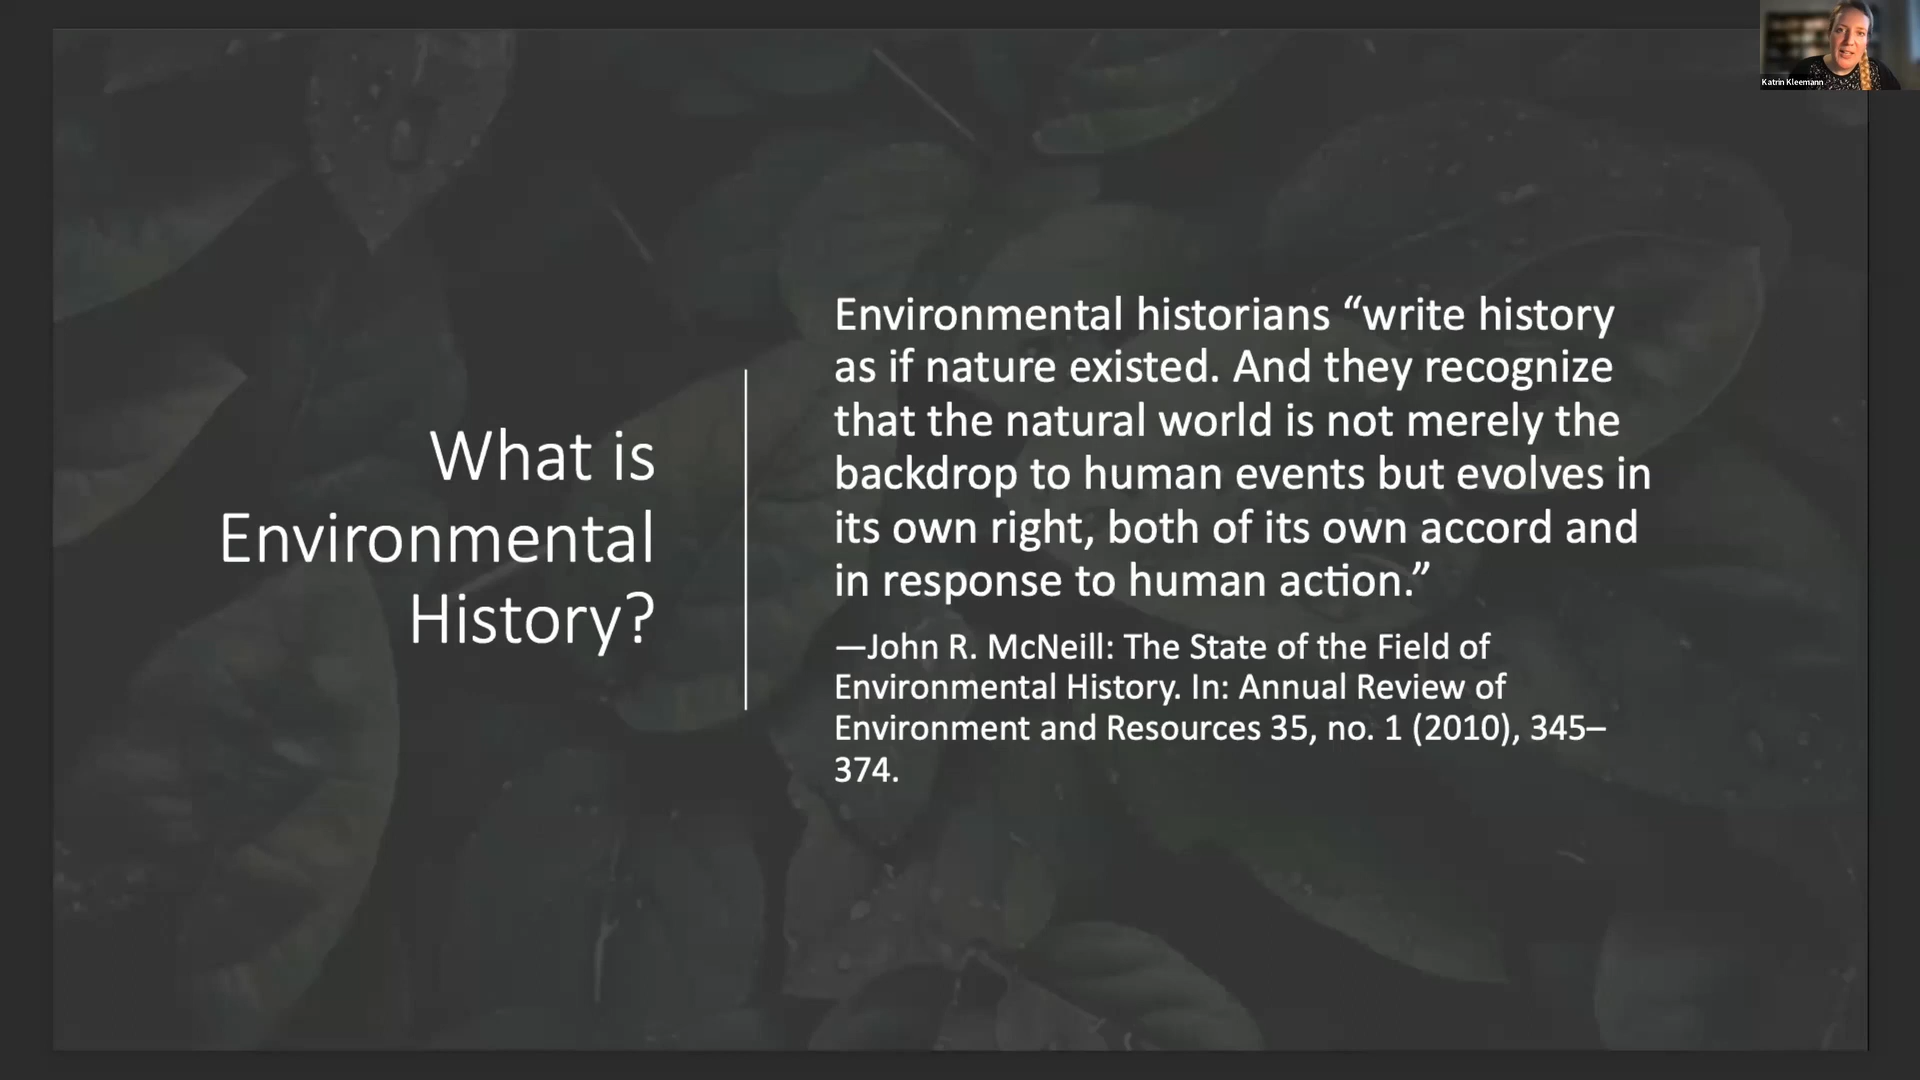 Katrin Kleemann
What is
Environmental
History?
Environmental historians “write history
as if nature existed. And they recognize
that the natural world is not merely the
backdrop to human events but evolves in
its own right, both of its own accord and
in response to human action.”
—John R. McNeill: The State of the Field of
Environmental History. In: Annual Review of
Environment and Resources 35, no. 1 (2010), 345–
374.